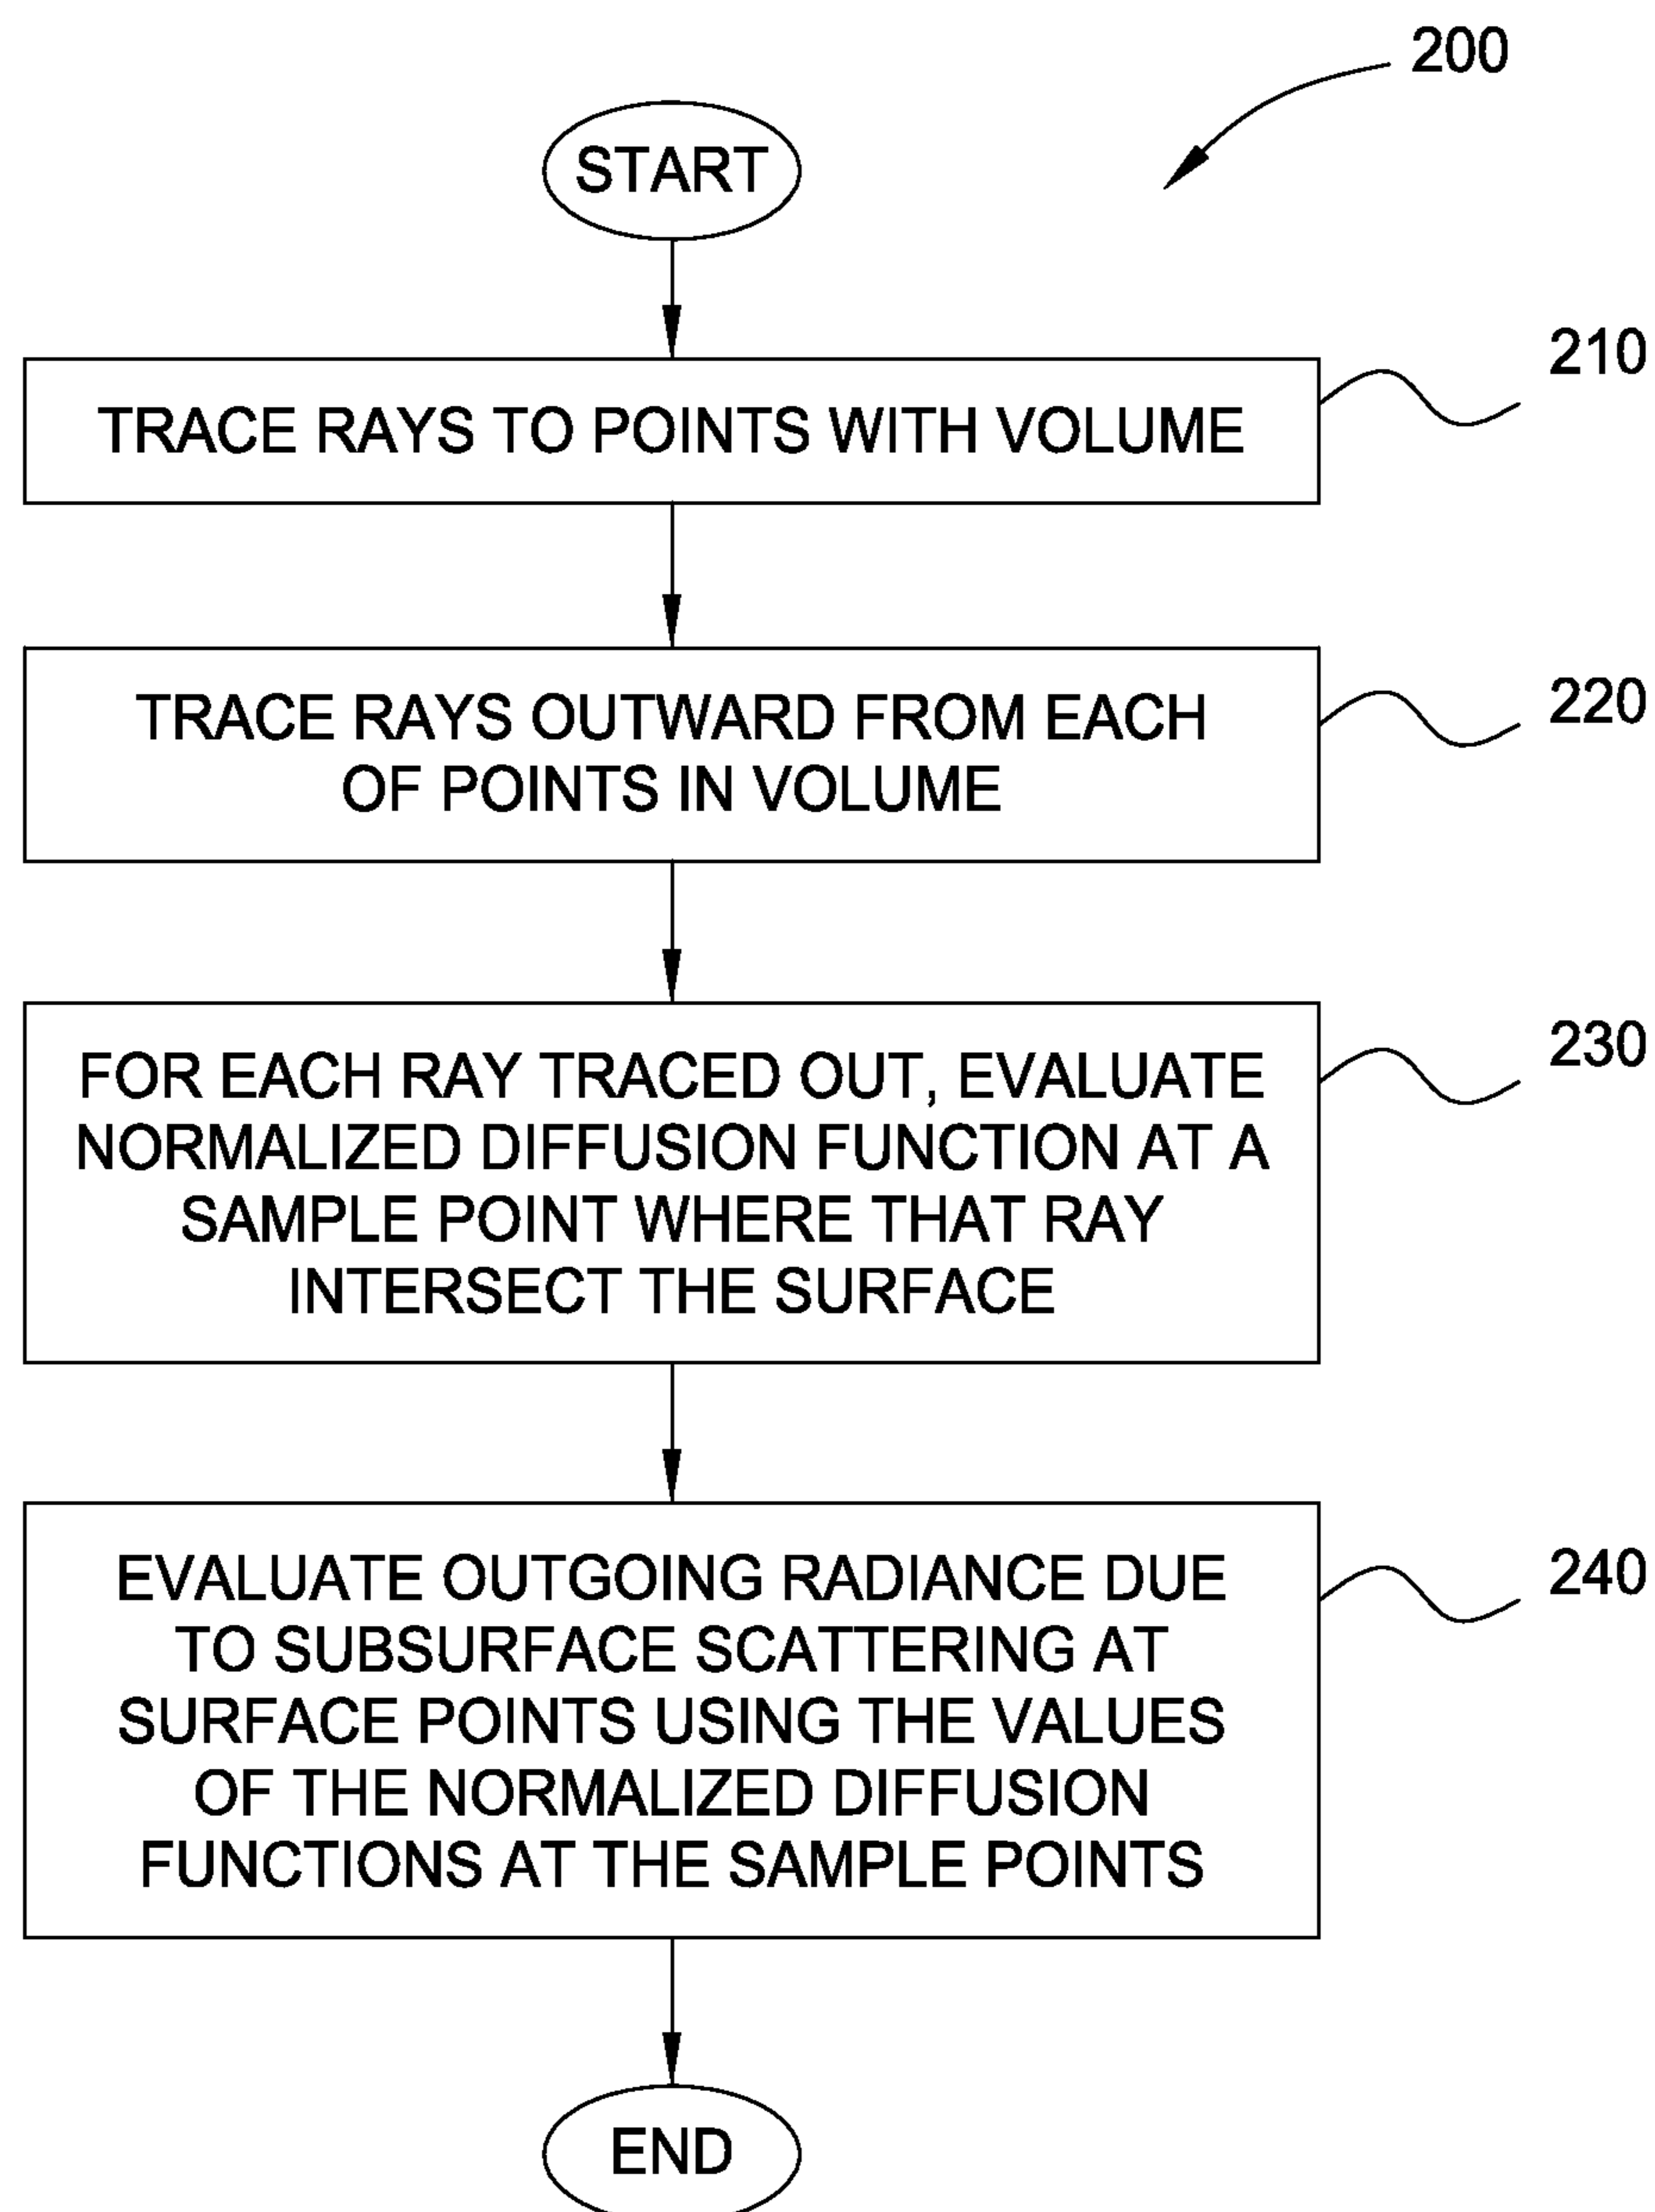 200
START
210
TRACE RAYS TO POINTS WITH VOLUME
220
TRACE RAYS OUTWARD FROM EACH
OF POINTS IN VOLUME
230
FOR EACH RAY TRACED OUT, EVALUATE
NORMALIZED DIFFUSION FUNCTION AT A
SAMPLE POINT WHERE THAT RAY
INTERSECT THE SURFACE
240
EVALUATE OUTGOING RADIANCE DUE
TO SUBSURFACE SCATTERING AT
SURFACE POINTS USING THE VALUES
OF THE NORMALIZED DIFFUSION
FUNCTIONS AT THE SAMPLE POINTS
END